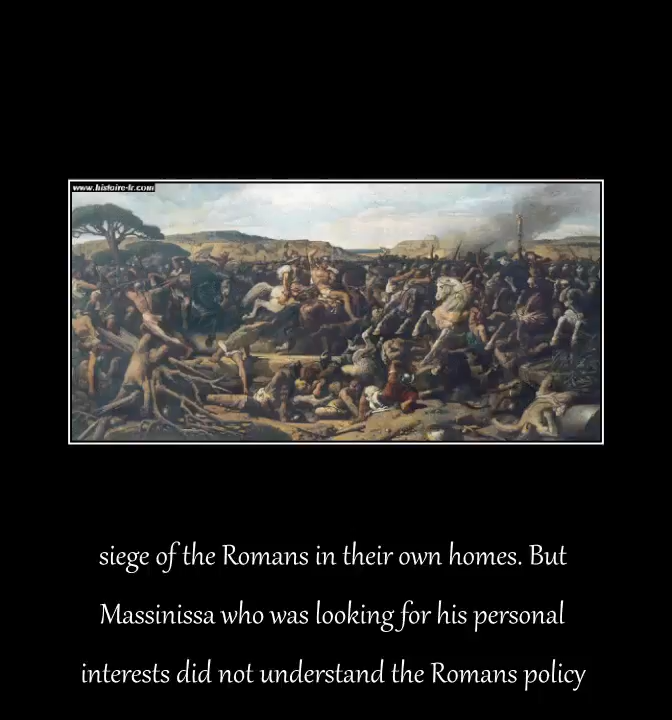 www.histoire-fr.com
siege of the Romans in their own homes. But
Massinissa who was looking for his personal
interests did not understand the Romans policy